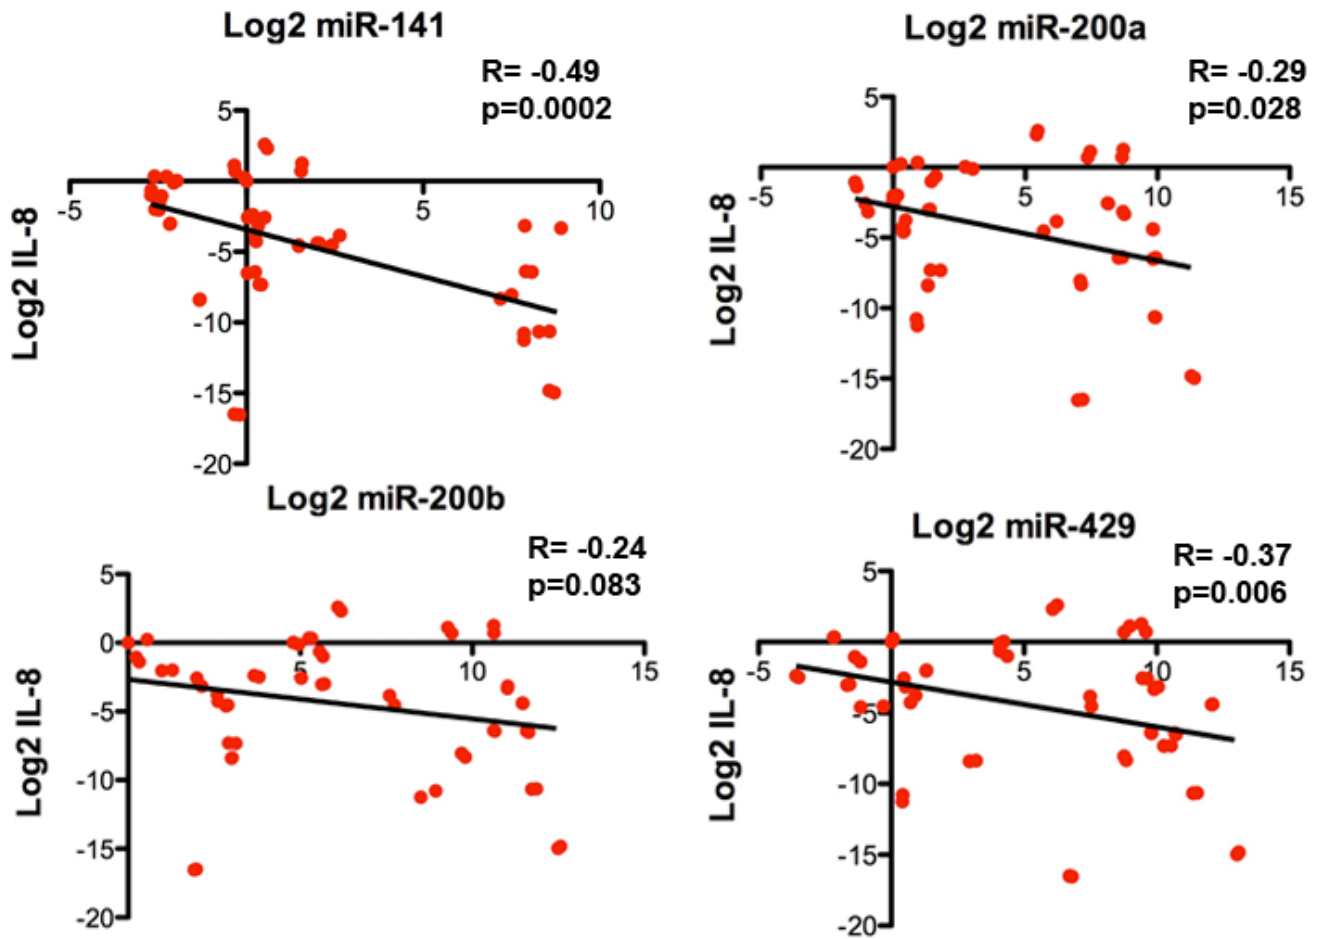 Log2 miR-141
R= -0.49
p=0.0002
5
-5
5
10
-5
-10
-15
-20
Log2 IL-8
Log2 miR-200a
R= -0.29
p=0.028
5
-5
5
10
15
-5
-10
-15
-20
Log2 IL-8
Log2 miR-200b
R= -0.24
p=0.083
5
0
5
10
15
-5
-10
-15
-20
Log2 IL-8
Log2 miR-429
R= -0.37
p=0.006
5
-5
5
10
15
-5
-10
-15
-20
Log2 IL-8